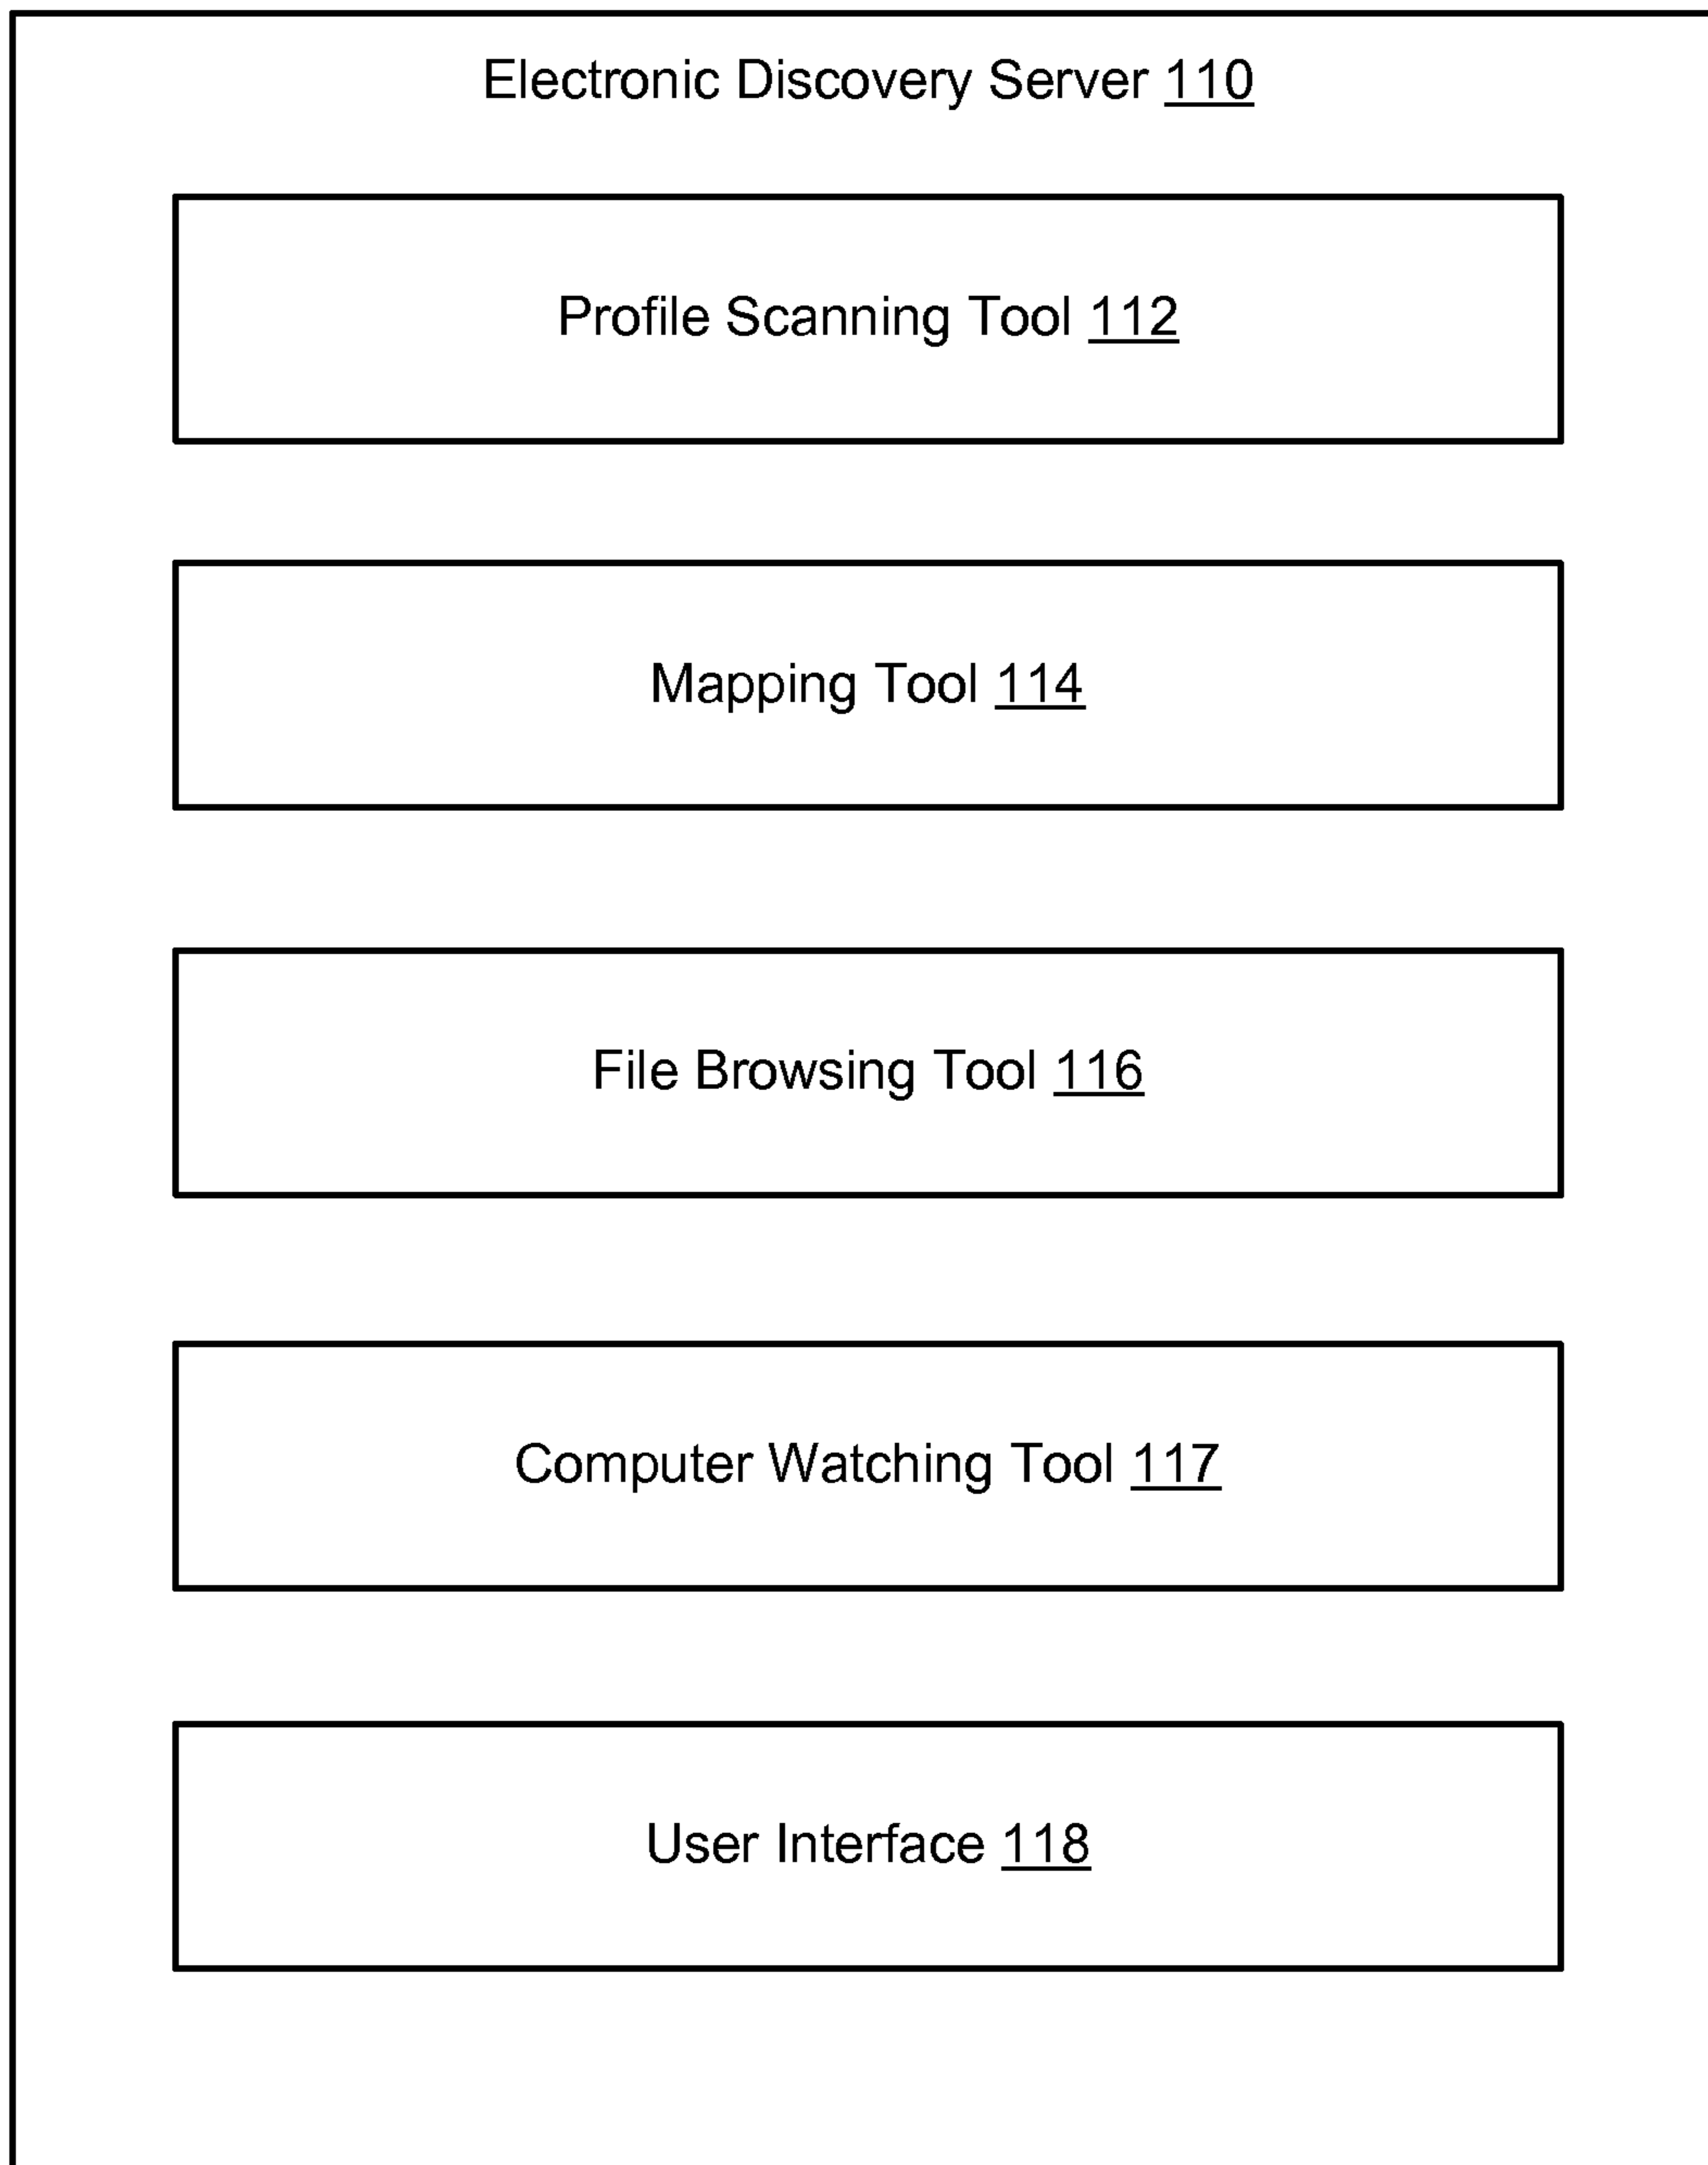 Electronic Discovery Server 110
Profile Scanning Tool 112
Mapping Tool 114
File Browsing Tool 116
Computer Watching Tool 117
User Interface 118